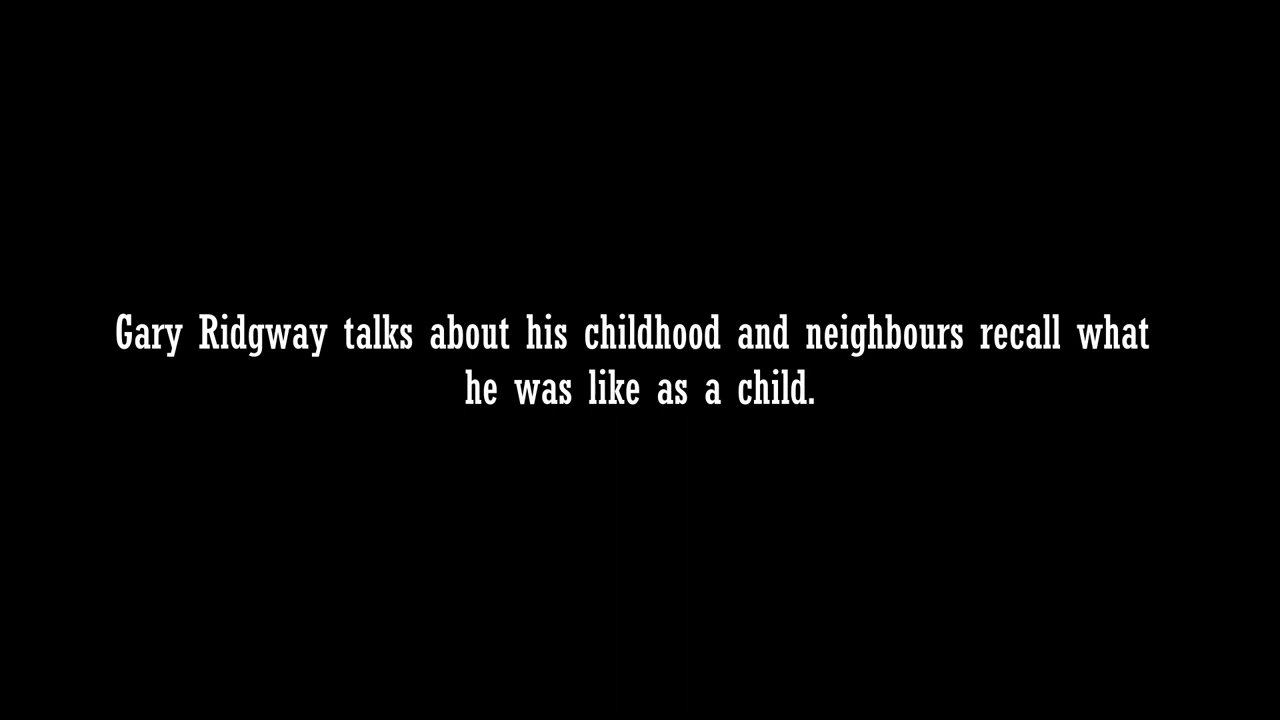 Gary Ridgway talks about his childhood and neighbours recall what
he was like as a child.